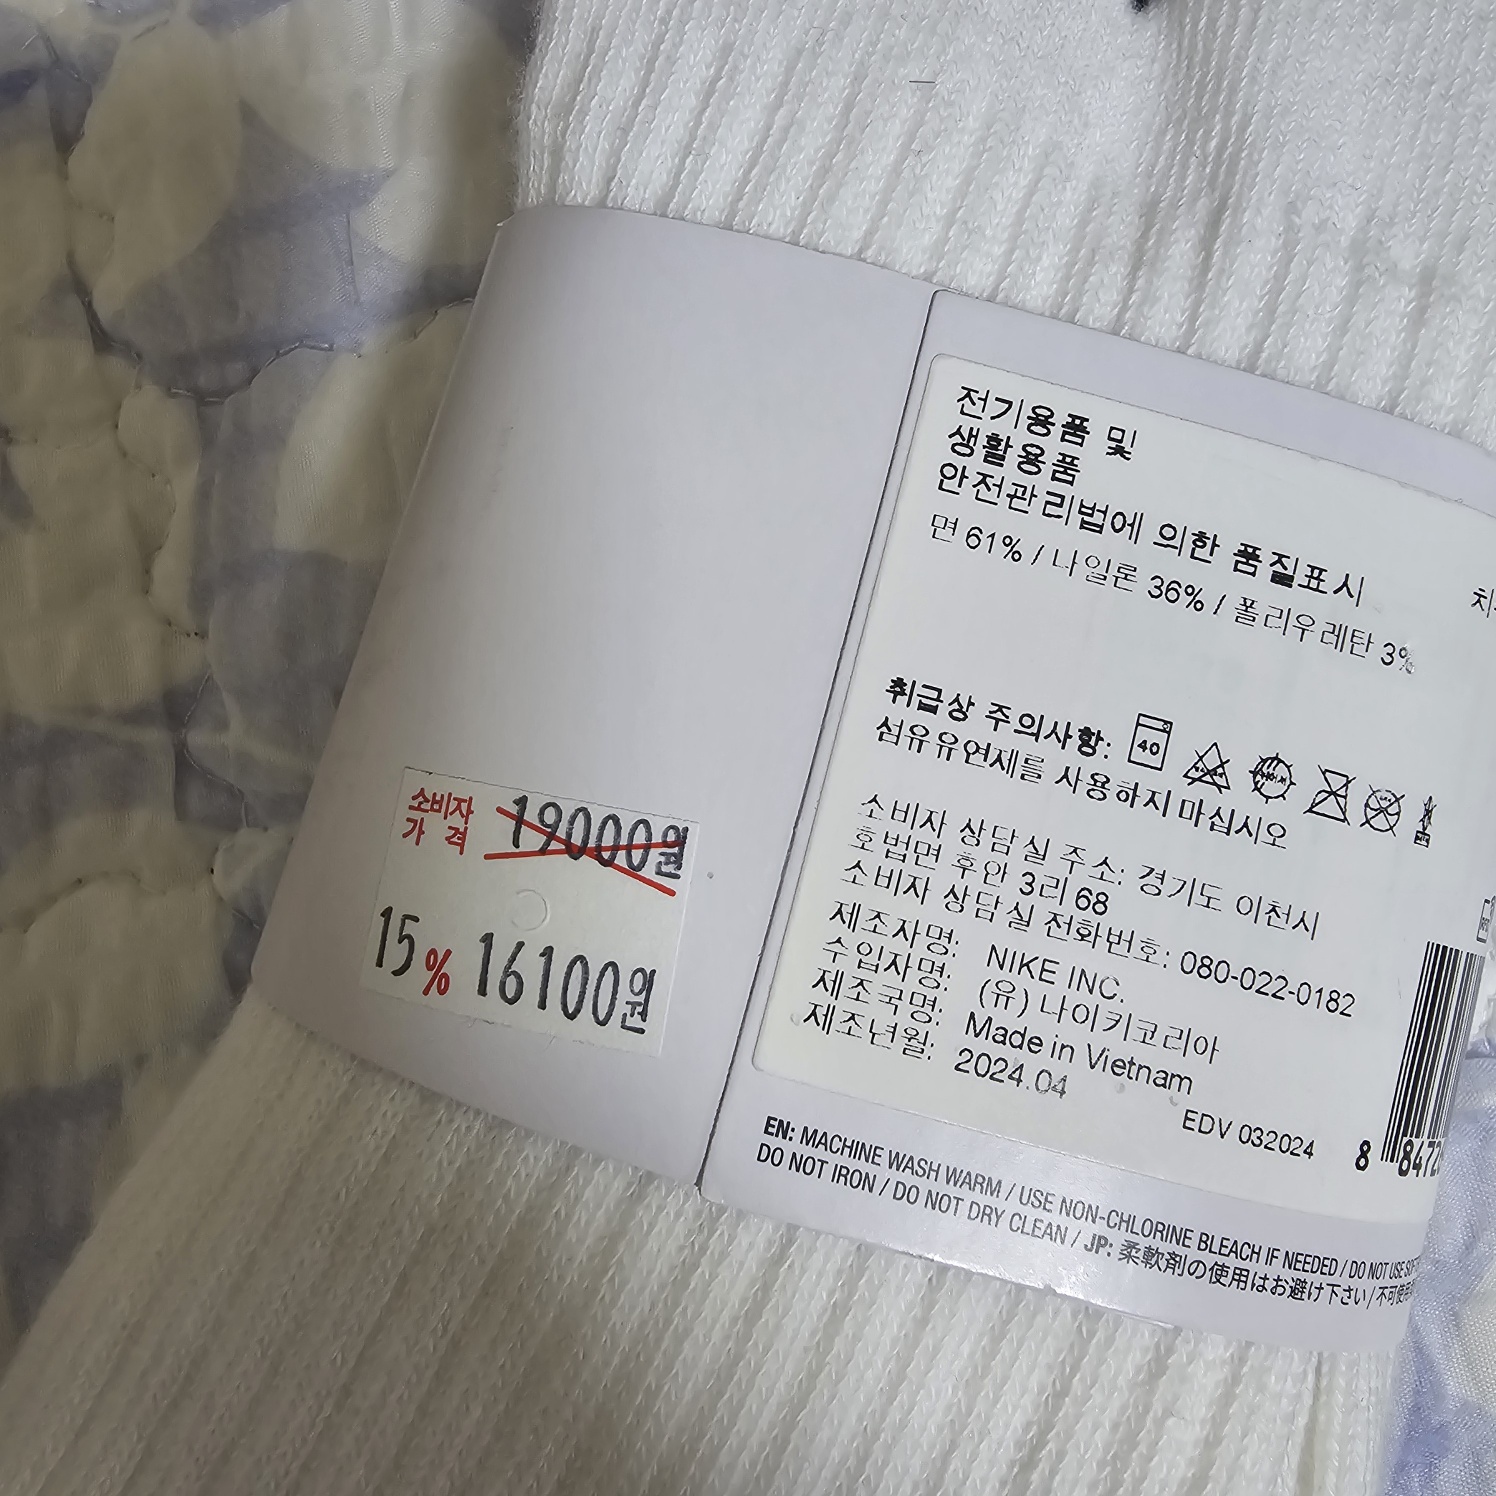 소비자
가 격
19000원
15% 16100원
전기용품 및
생활용품
안전관리법에 의한 품질표시
면 61% / 나일론 36% / 폴리우레탄 3%
취급상 주의사항: 40
섬유유연제를 사용하지 마십시오
소비자 상담실 주소: 경기도 이천시
호법면 후안 3리 68
소비자 상담실 전화번호: 080-022-0182
제조자명: NIKE INC.
수입자명: (유) 나이키코리아
제조국명: Made in Vietnam
제조년월: 2024.04
EDV 032024
8
EN: MACHINE WASH WARM / USE NON-CHLORINE BLEACH IF NEEDED / DO NOT USE
DO NOT IRON / DO NOT DRY CLEAN / JP: 柔軟剤の使用はお避け下さい /